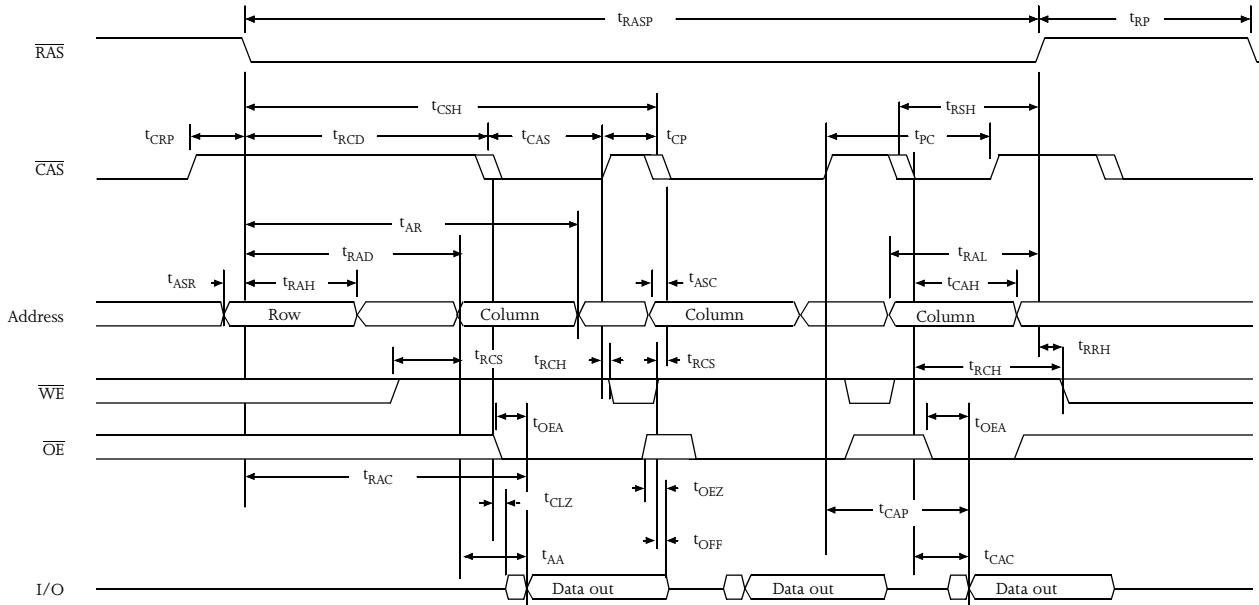 tRASP
tRP
RAS
tCSH
tRSH
tCRP
tRCD
tCAS
tCP
tPC
CAS
tAR
tRAD
tRAL
tASR
tRAH
tASC
tCAH
Address
Row
Column
Column
Column
tRCS
tRCH
tRCS
tRRH
tRCH
WE
tOEA
tOEA
OE
tRAC
tCLZ
tOEZ
tCAP
tOFF
tAA
tCAC
I/O
Data out
Data out
Data out